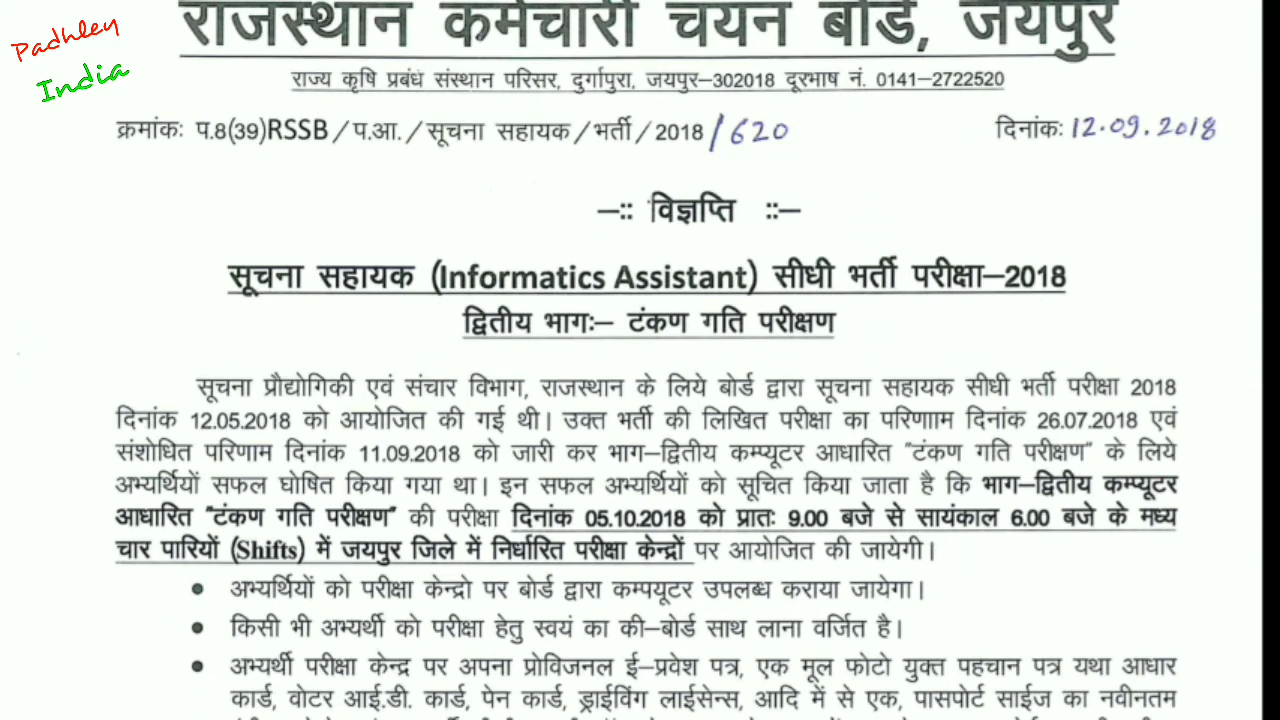 Padhley
India
राजस्थान कर्मचारी चयन बोर्ड, जयपुर
राज्य कृषि प्रबंध संस्थान परिसर, दुर्गापुरा, जयपुर–302018 दूरभाष नं. 0141–2722520
क्रमांकः प.8(39)RSSB/प.आ./सूचना सहायक/भर्ती/2018/620 दिनांकः 12.09.2018
–:: विज्ञप्ति ::–
सूचना सहायक (Informatics Assistant) सीधी भर्ती परीक्षा–2018
द्वितीय भागः– टंकण गति परीक्षण
सूचना प्रौद्योगिकी एवं संचार विभाग, राजस्थान के लिये बोर्ड द्वारा सूचना सहायक सीधी भर्ती परीक्षा 2018
दिनांक 12.05.2018 को आयोजित की गई थी। उक्त भर्ती की लिखित परीक्षा का परिणााम दिनांक 26.07.2018 एवं
संशोधित परिणाम दिनांक 11.09.2018 को जारी कर भाग–द्वितीय कम्प्यूटर आधारित "टंकण गति परीक्षण" के लिये
अभ्यर्थियों सफल घोषित किया गया था। इन सफल अभ्यर्थियों को सूचित किया जाता है कि भाग–द्वितीय कम्प्यूटर
आधारित "टंकण गति परीक्षण" की परीक्षा दिनांक 05.10.2018 को प्रातः 9.00 बजे से सायंकाल 6.00 बजे के मध्य
चार पारियों (Shifts) में जयपुर जिले में निर्धारित परीक्षा केन्द्रों पर आयोजित की जायेगी।
• अभ्यर्थियों को परीक्षा केन्द्रो पर बोर्ड द्वारा कम्पयूटर उपलब्ध कराया जायेगा।
• किसी भी अभ्यर्थी को परीक्षा हेतु स्वयं का की–बोर्ड साथ लाना वर्जित है।
• अभ्यर्थी परीक्षा केन्द्र पर अपना प्रोविजनल ई–प्रवेश पत्र, एक मूल फोटो युक्त पहचान पत्र यथा आधार
कार्ड, वोटर आई.डी. कार्ड, पेन कार्ड, ड्राईविंग लाईसेन्स, आदि में से एक, पासपोर्ट साईज का नवीनतम